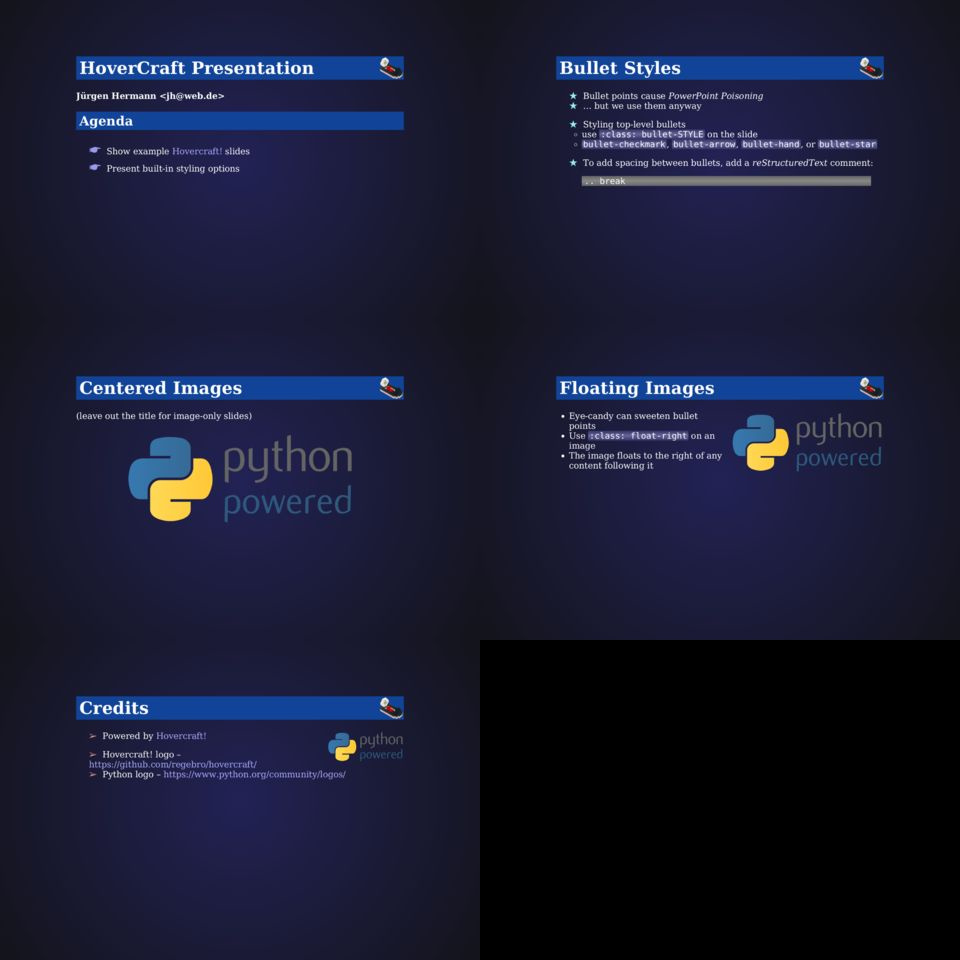 HoverCraft Presentation
Jürgen Hermann <jh@web.de>
Agenda
Show example Hovercraft! slides
Present built-in styling options
Bullet Styles
Bullet points cause PowerPoint Poisoning
... but we use them anyway
Styling top-level bullets
use :class: bullet-STYLE on the slide
bullet-checkmark, bullet-arrow, bullet-hand, or bullet-star
To add spacing between bullets, add a reStructuredText comment:
.. break
Centered Images
(leave out the title for image-only slides)
python
powered
Floating Images
Eye-candy can sweeten bullet
points
Use :class: float-right on an
image
The image floats to the right of any
content following it
python
powered
Credits
Powered by Hovercraft!
Hovercraft! logo –
https://github.com/regebro/hovercraft/
Python logo – https://www.python.org/community/logos/
python
powered